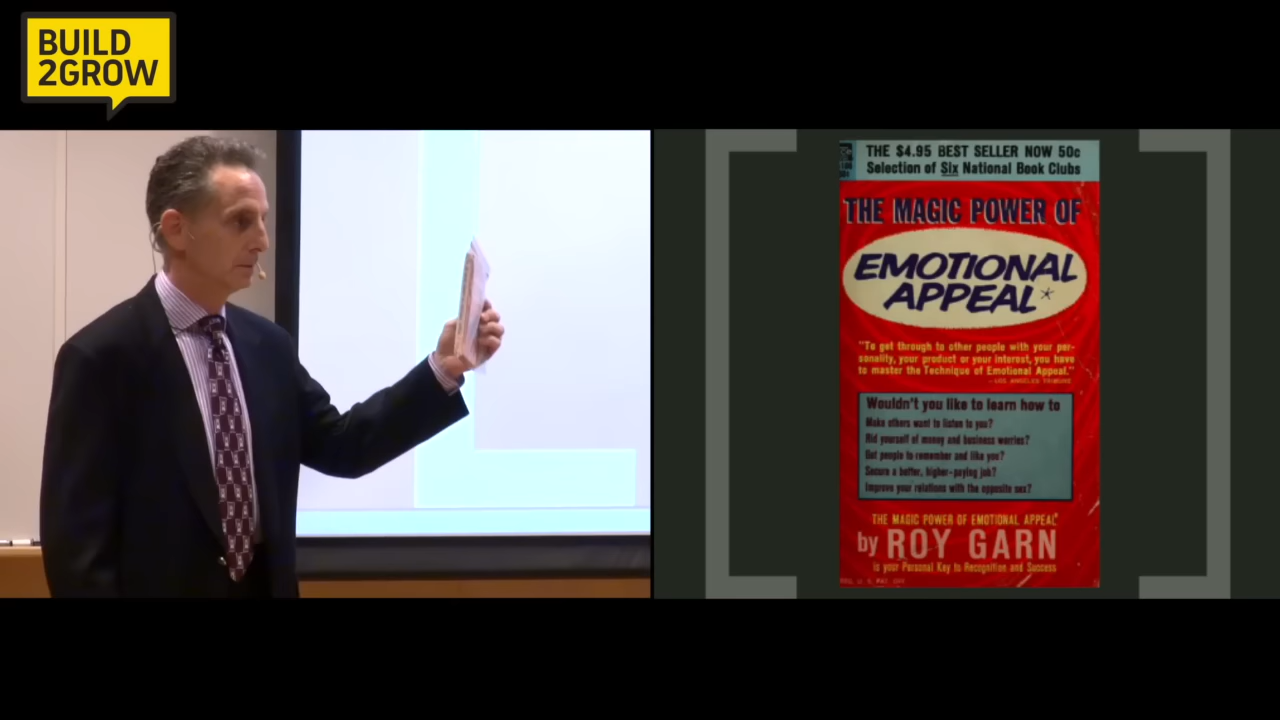 BUILD
2GROW
THE $4.95 BEST SELLER NOW 50c
Selection of Six National Book Clubs
THE MAGIC POWER OF
EMOTIONAL
APPEAL*
"To get through to other people with your per-
sonality, your product or your interest, you have
to master the Technique of Emotional Appeal."
Wouldn't you like to learn how to
Make others want to listen to you?
Rid yourself of money and business worries?
Get people to remember and like you?
Secure a better, higher-paying job?
Improve your relations with the opposite sex?
THE MAGIC POWER OF EMOTIONAL APPEAL*
by ROY GARN
is your Personal Key to Recognition and Success